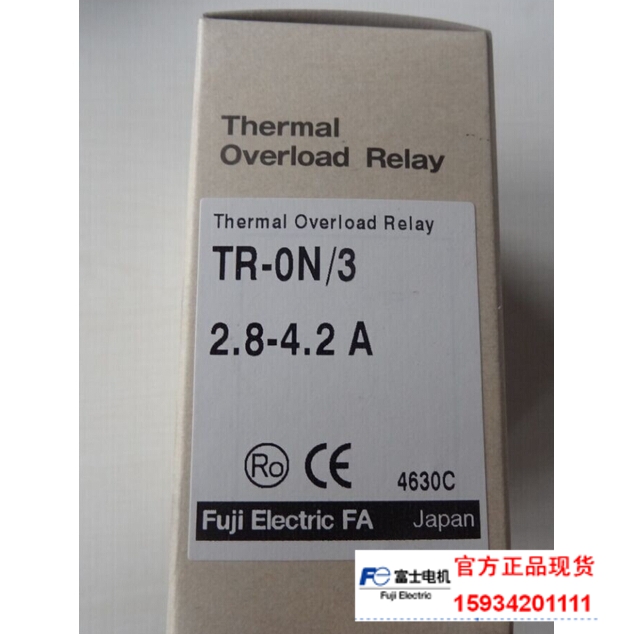 Thermal
Overload Relay
Thermal Overload Relay
TR-0N/3
2.8-4.2 A
Ro CE
4630C
Fuji Electric FA Japan
Fe 富士电机
Fuji Electric
官方正品现货
15934201111